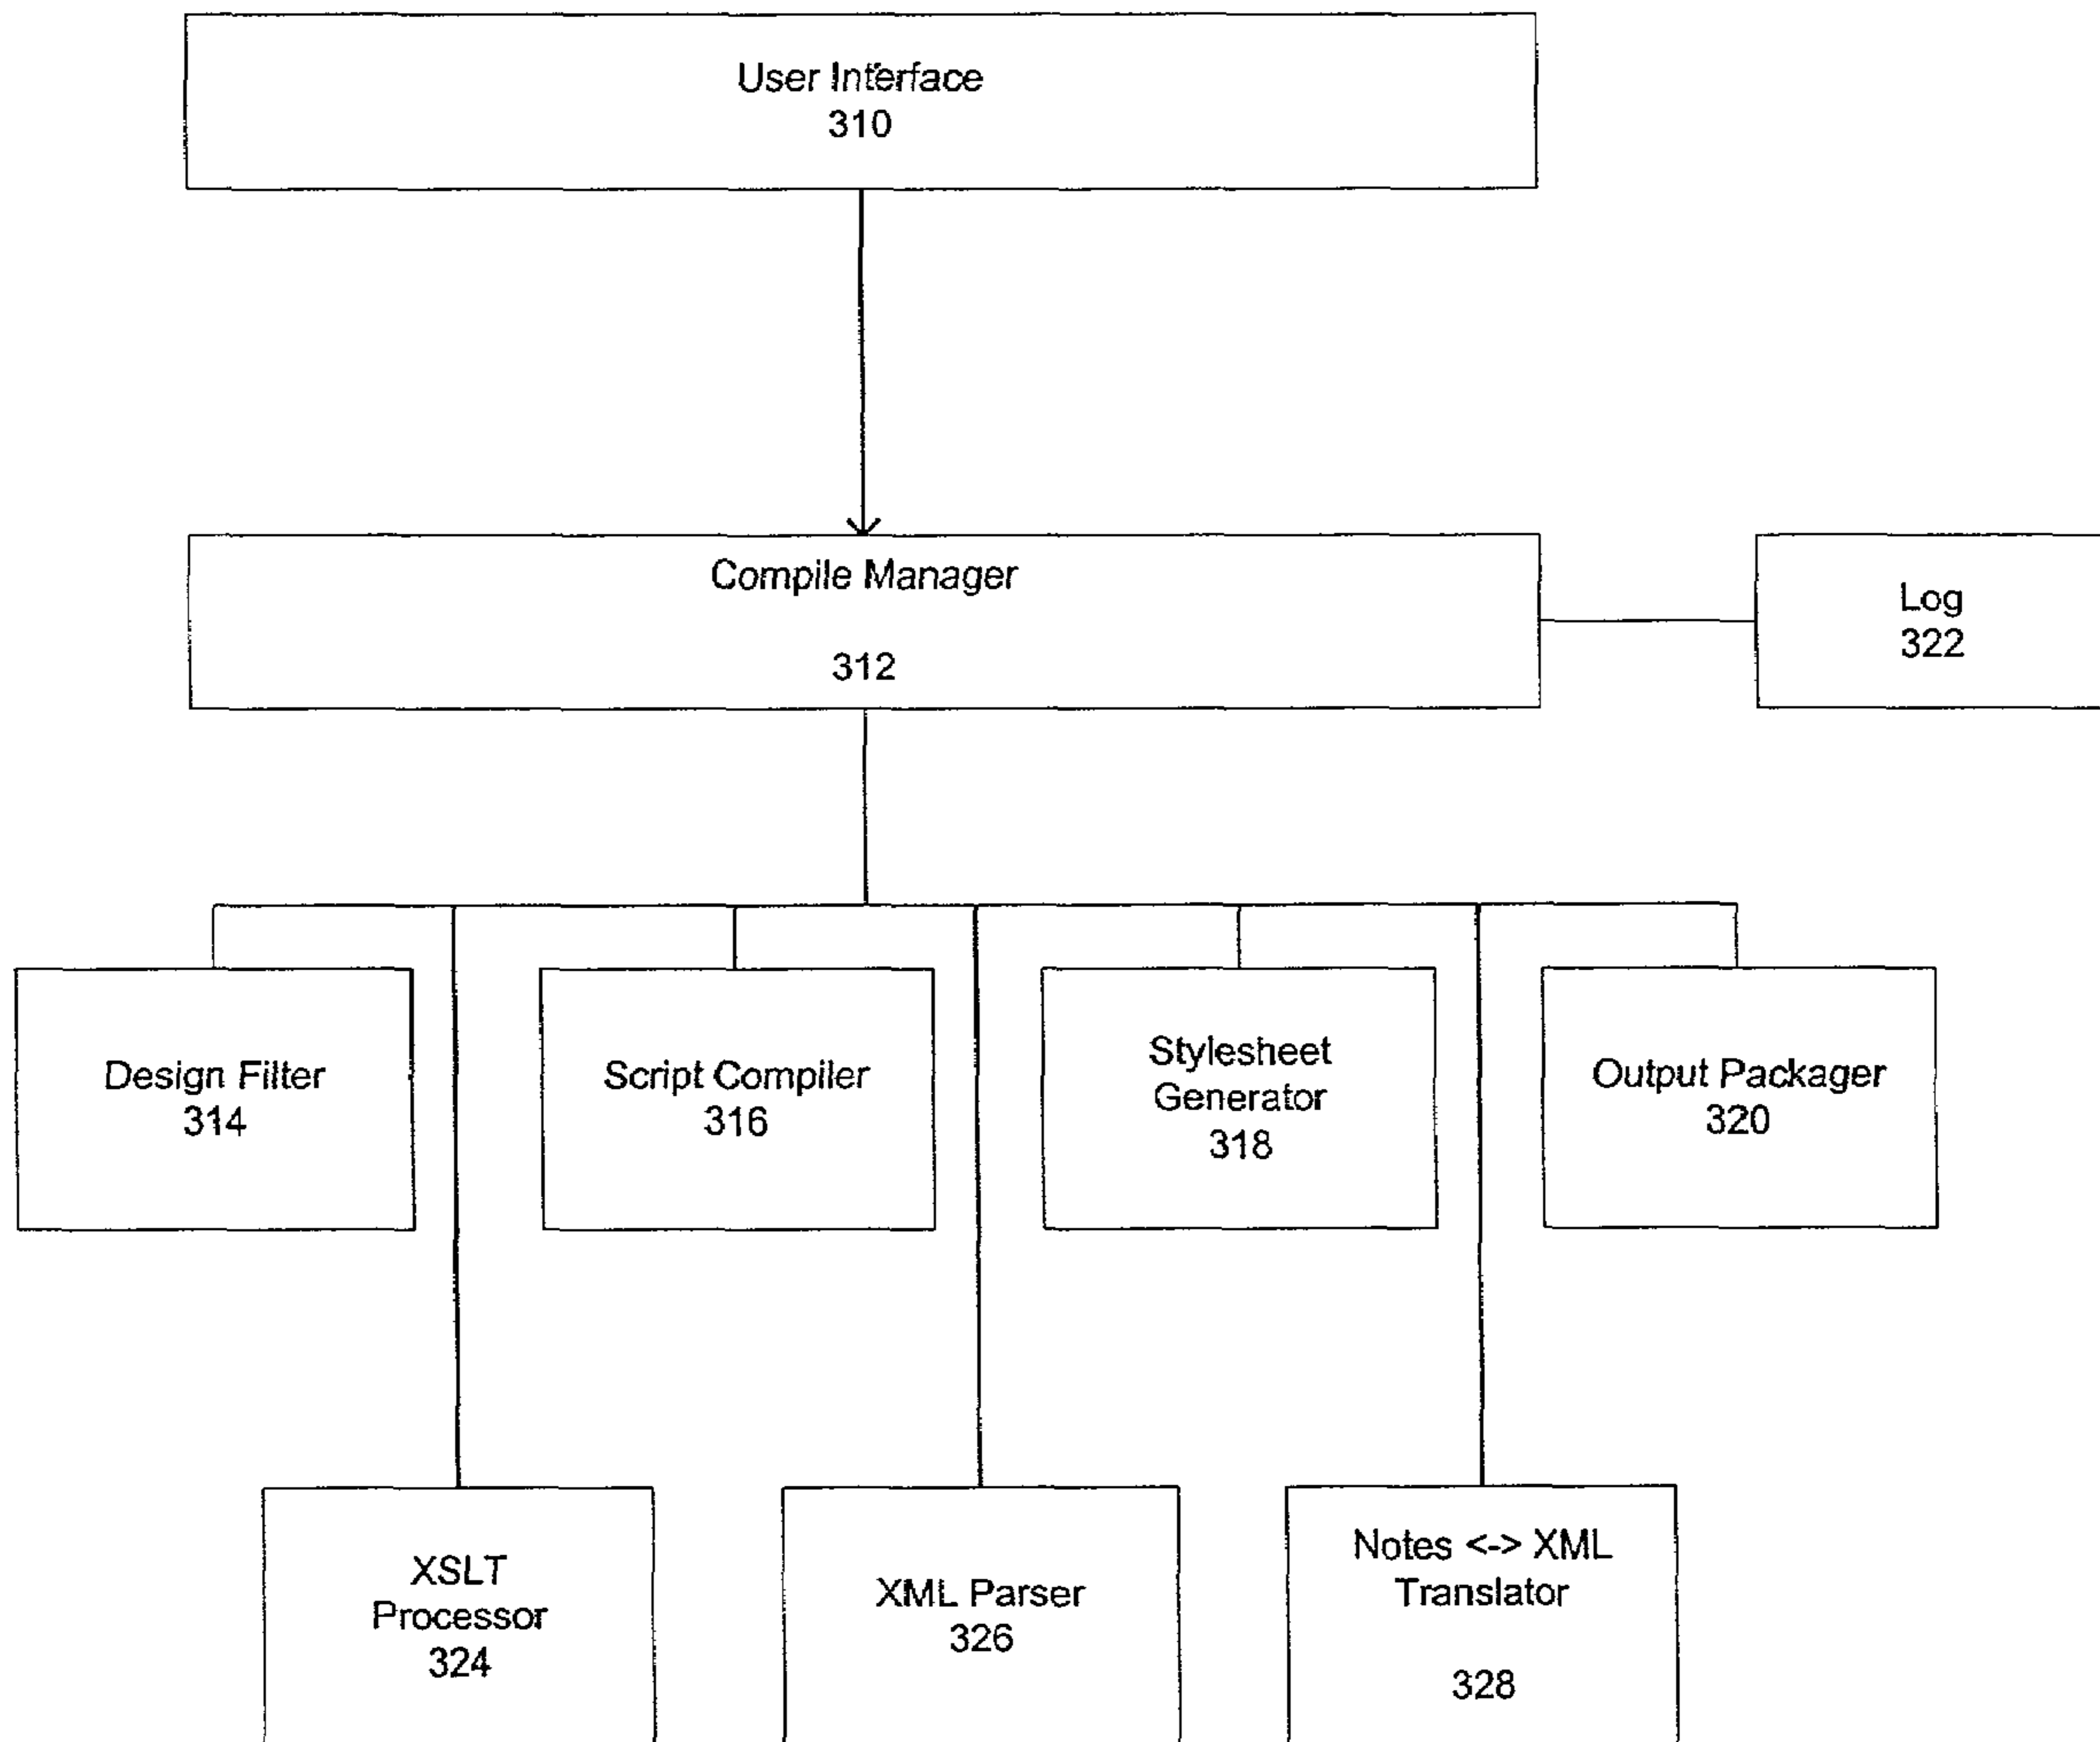 User Interface
310
Compile Manager
312
Log
322
Design Filter
314
Script Compiler
316
Stylesheet
Generator
318
Output Packager
320
XSLT
Processor
324
XML Parser
326
Notes <-> XML
Translator
328